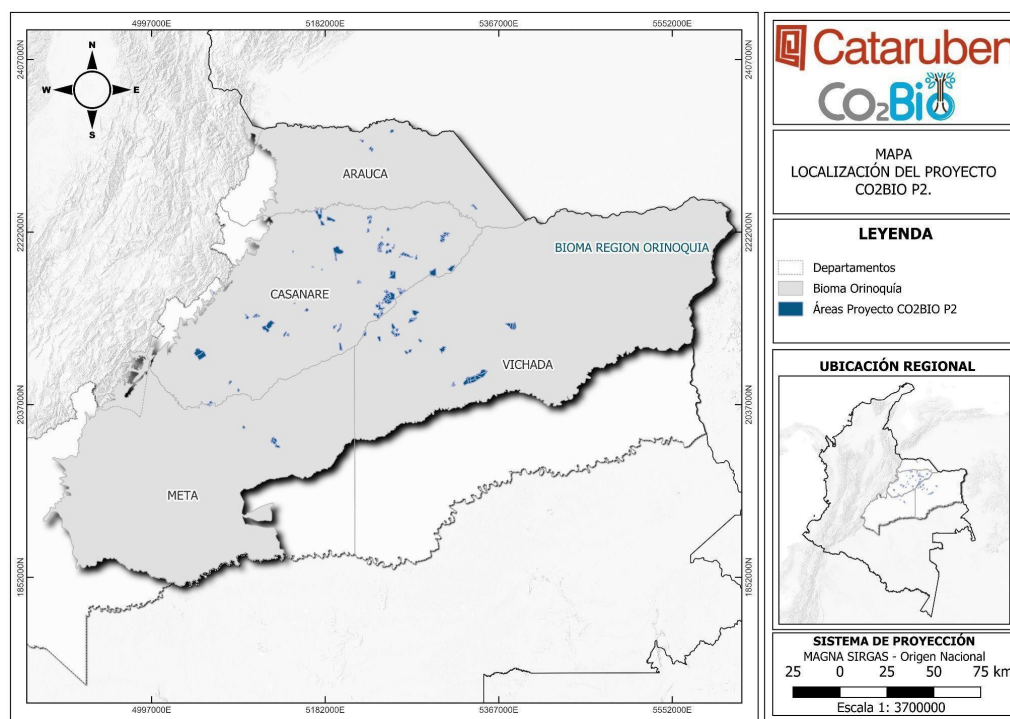 4997000E
5182000E
5367000E
5552000E
2407000N
2407000N
N
W
E
S
ARAUCA
2222000N
2222000N
BIOMA REGION ORINOQUIA
CASANARE
VICHADA
2037000N
2037000N
META
1852000N
1852000N
4997000E
5182000E
5367000E
5552000E
Cataruben
CO2Bio
MAPA
LOCALIZACIÓN DEL PROYECTO
CO2BIO P2.
LEYENDA
Departamentos
Bioma Orinoquía
Áreas Proyecto CO2BIO P2
UBICACIÓN REGIONAL
SISTEMA DE PROYECCIÓN
MAGNA SIRGAS - Origen Nacional
25 0 25 50 75 km
Escala 1: 3700000